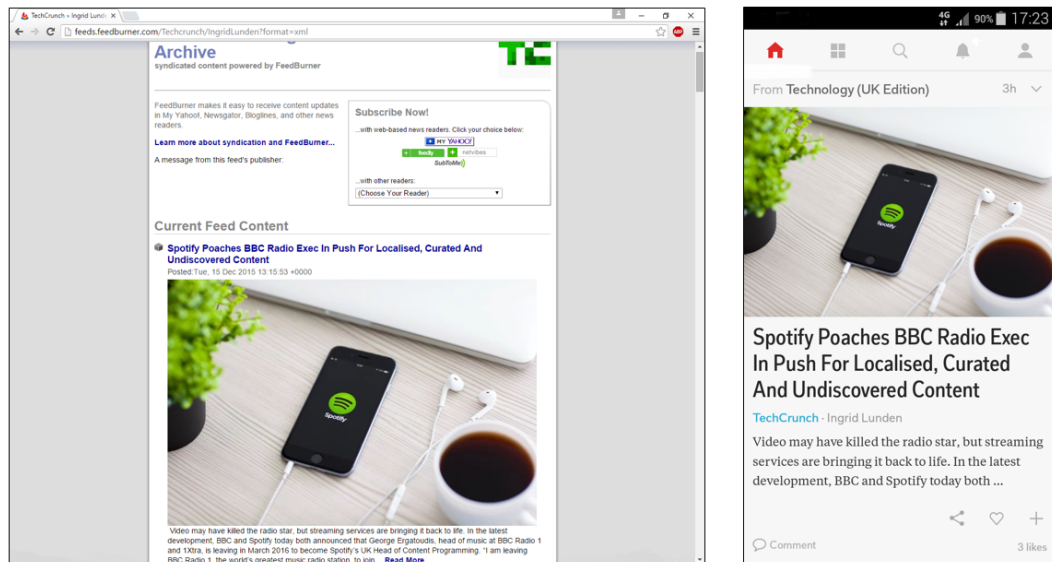 TechCrunch » Ingrid Lunde
feeds.feedburner.com/Techcrunch/IngridLunden?format=xml
ABP
Archive
syndicated content powered by FeedBurner
FeedBurner makes it easy to receive content updates
in My Yahoo!, Newsgator, Bloglines, and other news
readers.
Learn more about syndication and FeedBurner...
A message from this feed's publisher:
Subscribe Now!
...with web-based news readers. Click your choice below:
MY YAHOO!
feedly
netvibes
SubToMe
...with other readers:
(Choose Your Reader)
Current Feed Content
Spotify Poaches BBC Radio Exec In Push For Localised, Curated And
Undiscovered Content
Posted:Tue, 15 Dec 2015 13:15:53 +0000
Spotify
Video may have killed the radio star, but streaming services are bringing it back to life. In the latest
development, BBC and Spotify today both announced that George Ergatoudis, head of music at BBC Radio 1
and 1Xtra, is leaving in March 2016 to become Spotify's UK Head of Content Programming. "I am leaving
BBC Radio 1, the world's greatest music radio station, to join... Read More
4G 90% 17:23
From Technology (UK Edition) 3h
Spotify
Spotify Poaches BBC Radio Exec
In Push For Localised, Curated
And Undiscovered Content
TechCrunch · Ingrid Lunden
Video may have killed the radio star, but streaming
services are bringing it back to life. In the latest
development, BBC and Spotify today both ...
Comment 3 likes